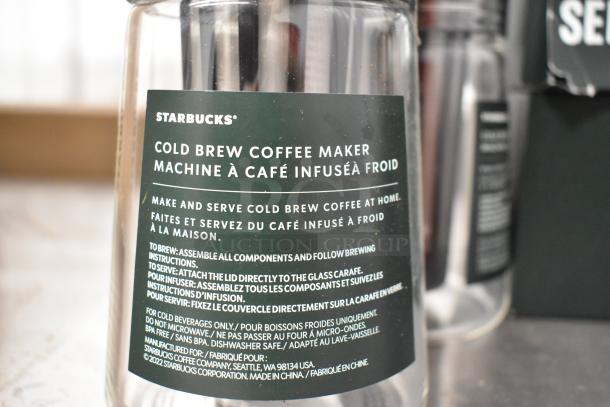 STARBUCKS®
COLD BREW COFFEE MAKER
MACHINE À CAFÉ INFUSÉÀ FROID
MAKE AND SERVE COLD BREW COFFEE AT HOME.
FAITES ET SERVEZ DU CAFÉ INFUSÉ À FROID
À LA MAISON.
TO BREW: ASSEMBLE ALL COMPONENTS AND FOLLOW BREWING
INSTRUCTIONS.
TO SERVE: ATTACH THE LID DIRECTLY TO THE GLASS CARAFE.
POUR INFUSER: ASSEMBLEZ TOUS LES COMPOSANTS ET SUIVEZ LES
INSTRUCTIONS D'INFUSION.
POUR SERVIR: FIXEZ LE COUVERCLE DIRECTEMENT SUR LA CARAFE EN VERRE.
FOR COLD BEVERAGES ONLY./ POUR BOISSONS FROIDES UNIQUEMENT.
DO NOT MICROWAVE./ NE PAS PASSER AU FOUR À MICRO-ONDES.
BPA FREE/ SANS BPA. DISHWASHER SAFE./ ADAPTÉ AU LAVE-VAISSELLE.
MANUFACTURED FOR: / FABRIQUÉ POUR :
STARBUCKS COFFEE COMPANY, SEATTLE, WA 98134 USA.
© 2022 STARBUCKS CORPORATION. MADE IN CHINA. / FABRIQUÉ EN CHINE.
AUCTION GROUP